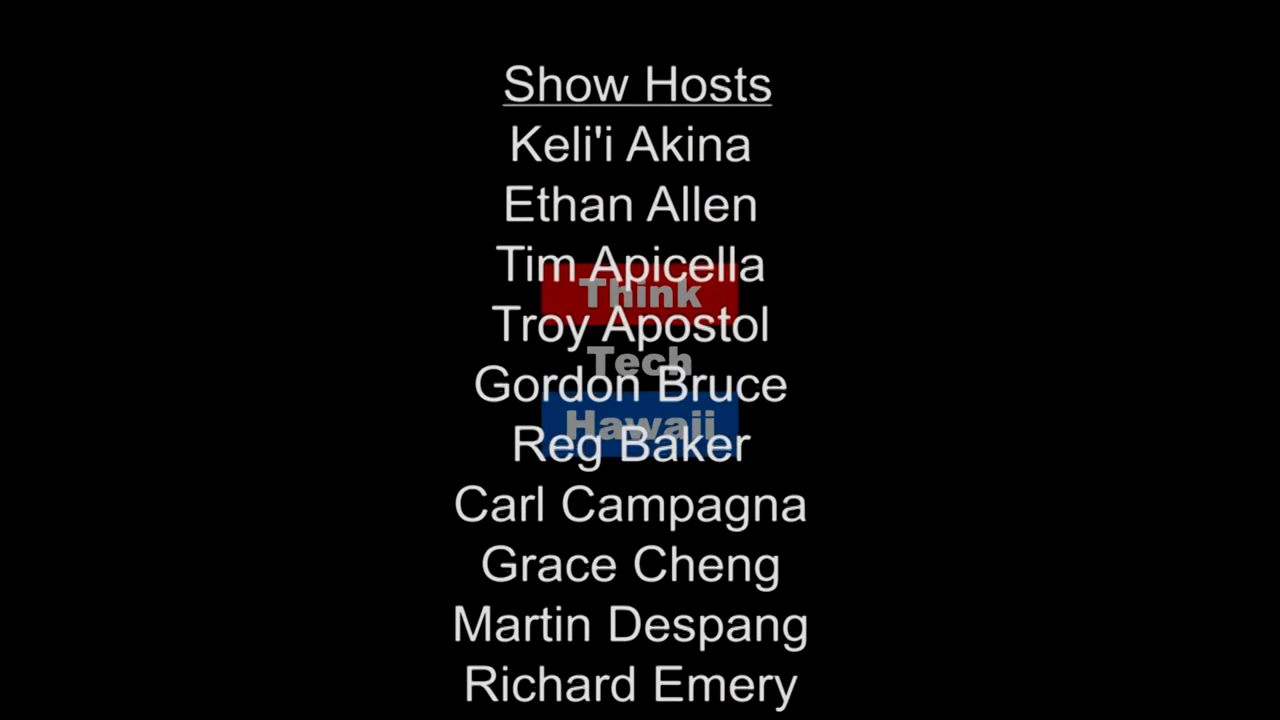 Show Hosts
Keli'i Akina
Ethan Allen
Tim Apicella
Think
Troy Apostol
Tech
Gordon Bruce
Hawaii
Reg Baker
Carl Campagna
Grace Cheng
Martin Despang
Richard Emery